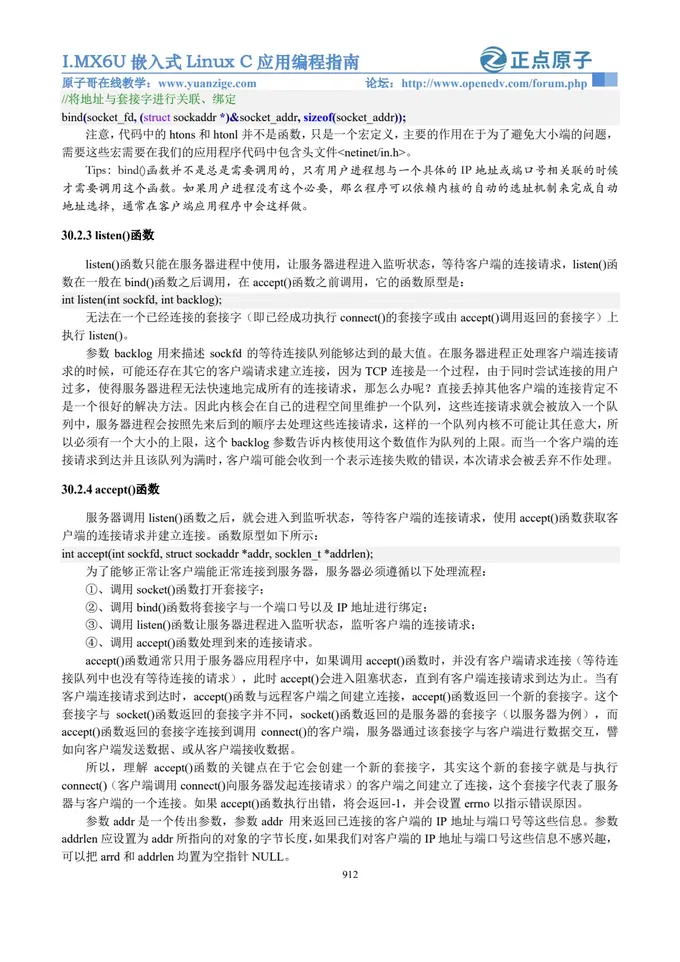 I.MX6U 嵌入式 Linux C 应用编程指南
正点原子
原子哥在线教学：www.yuanzige.com 论坛：http://www.openedv.com/forum.php
//将地址与套接字进行关联、绑定
bind(socket_fd, (struct sockaddr *)&socket_addr, sizeof(socket_addr));
注意，代码中的 htons 和 htonl 并不是函数，只是一个宏定义，主要的作用在于为了避免大小端的问题，
需要这些宏需要在我们的应用程序代码中包含头文件<netinet/in.h>。
Tips：bind()函数并不是总是需要调用的，只有用户进程想与一个具体的 IP 地址或端口号相关联的时候
才需要调用这个函数。如果用户进程没有这个必要，那么程序可以依赖内核的自动的选址机制来完成自动
地址选择，通常在客户端应用程序中会这样做。
30.2.3 listen()函数
listen()函数只能在服务器进程中使用，让服务器进程进入监听状态，等待客户端的连接请求，listen()函
数在一般在 bind()函数之后调用，在 accept()函数之前调用，它的函数原型是：
int listen(int sockfd, int backlog);
无法在一个已经连接的套接字（即已经成功执行 connect()的套接字或由 accept()调用返回的套接字）上
执行 listen()。
参数 backlog 用来描述 sockfd 的等待连接队列能够达到的最大值。在服务器进程正处理客户端连接请
求的时候，可能还存在其它的客户端请求建立连接，因为 TCP 连接是一个过程，由于同时尝试连接的用户
过多，使得服务器进程无法快速地完成所有的连接请求，那怎么办呢？直接丢掉其他客户端的连接肯定不
是一个很好的解决方法。因此内核会在自己的进程空间里维护一个队列，这些连接请求就会被放入一个队
列中，服务器进程会按照先来后到的顺序去处理这些连接请求，这样的一个队列内核不可能让其任意大，所
以必须有一个大小的上限，这个 backlog 参数告诉内核使用这个数值作为队列的上限。而当一个客户端的连
接请求到达并且该队列为满时，客户端可能会收到一个表示连接失败的错误，本次请求会被丢弃不作处理。
30.2.4 accept()函数
服务器调用 listen()函数之后，就会进入到监听状态，等待客户端的连接请求，使用 accept()函数获取客
户端的连接请求并建立连接。函数原型如下所示：
int accept(int sockfd, struct sockaddr *addr, socklen_t *addrlen);
为了能够正常让客户端能正常连接到服务器，服务器必须遵循以下处理流程：
①、调用 socket()函数打开套接字；
②、调用 bind()函数将套接字与一个端口号以及 IP 地址进行绑定；
③、调用 listen()函数让服务器进程进入监听状态，监听客户端的连接请求；
④、调用 accept()函数处理到来的连接请求。
accept()函数通常只用于服务器应用程序中，如果调用 accept()函数时，并没有客户端请求连接（等待连
接队列中也没有等待连接的请求），此时 accept()会进入阻塞状态，直到有客户端连接请求到达为止。当有
客户端连接请求到达时，accept()函数与远程客户端之间建立连接，accept()函数返回一个新的套接字。这个
套接字与 socket()函数返回的套接字并不同，socket()函数返回的是服务器的套接字（以服务器为例），而
accept()函数返回的套接字连接到调用 connect()的客户端，服务器通过该套接字与客户端进行数据交互，譬
如向客户端发送数据、或从客户端接收数据。
所以，理解 accept()函数的关键点在于它会创建一个新的套接字，其实这个新的套接字就是与执行
connect()（客户端调用 connect()向服务器发起连接请求）的客户端之间建立了连接，这个套接字代表了服务
器与客户端的一个连接。如果 accept()函数执行出错，将会返回-1，并会设置 errno 以指示错误原因。
参数 addr 是一个传出参数，参数 addr 用来返回已连接的客户端的 IP 地址与端口号等这些信息。参数
addrlen 应设置为 addr 所指向的对象的字节长度，如果我们对客户端的 IP 地址与端口号这些信息不感兴趣，
可以把 arrd 和 addrlen 均置为空指针 NULL。
912